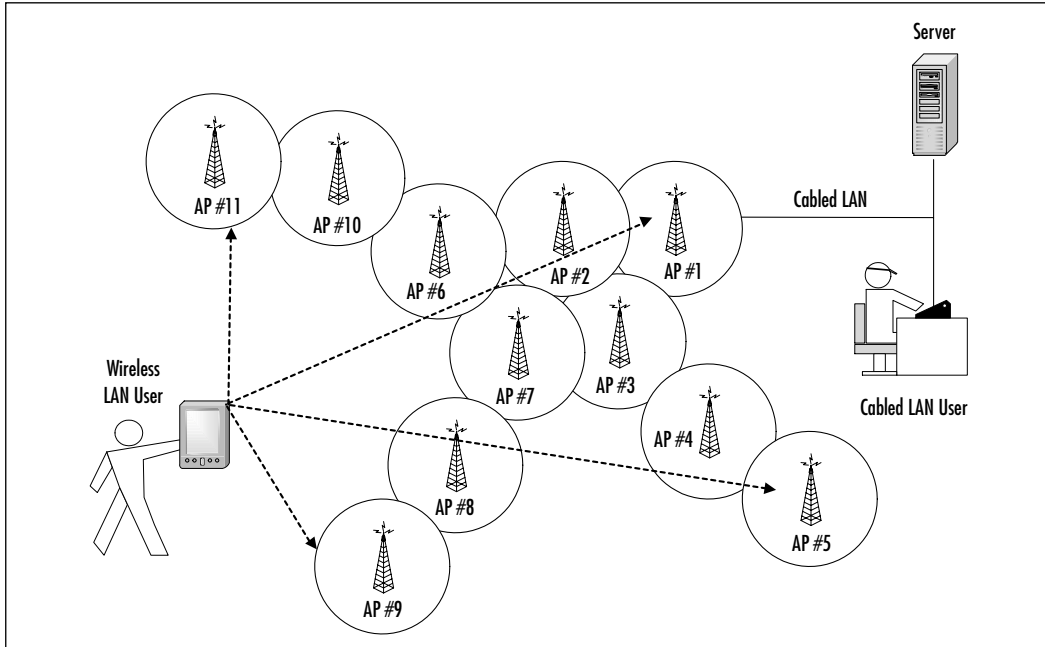 Server
AP #11
AP #10
Cabled LAN
AP #2
AP #1
AP #6
Wireless
LAN User
AP #7
AP #3
Cabled LAN User
AP #4
AP #8
AP #5
AP #9